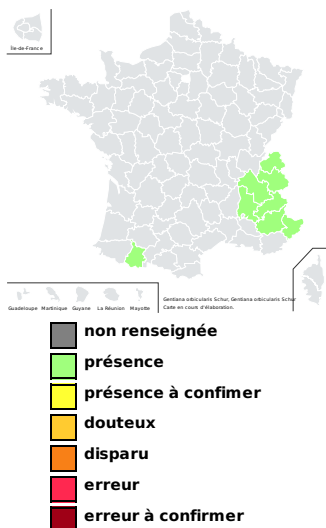 Île-de-France
Guadeloupe Martinique Guyane La Réunion Mayotte
Gentiana orbicularis Schur, Gentiana orbicularis Schur
Carte en cours d'élaboration.
non renseignée
présence
présence à confimer
douteux
disparu
erreur
erreur à confirmer